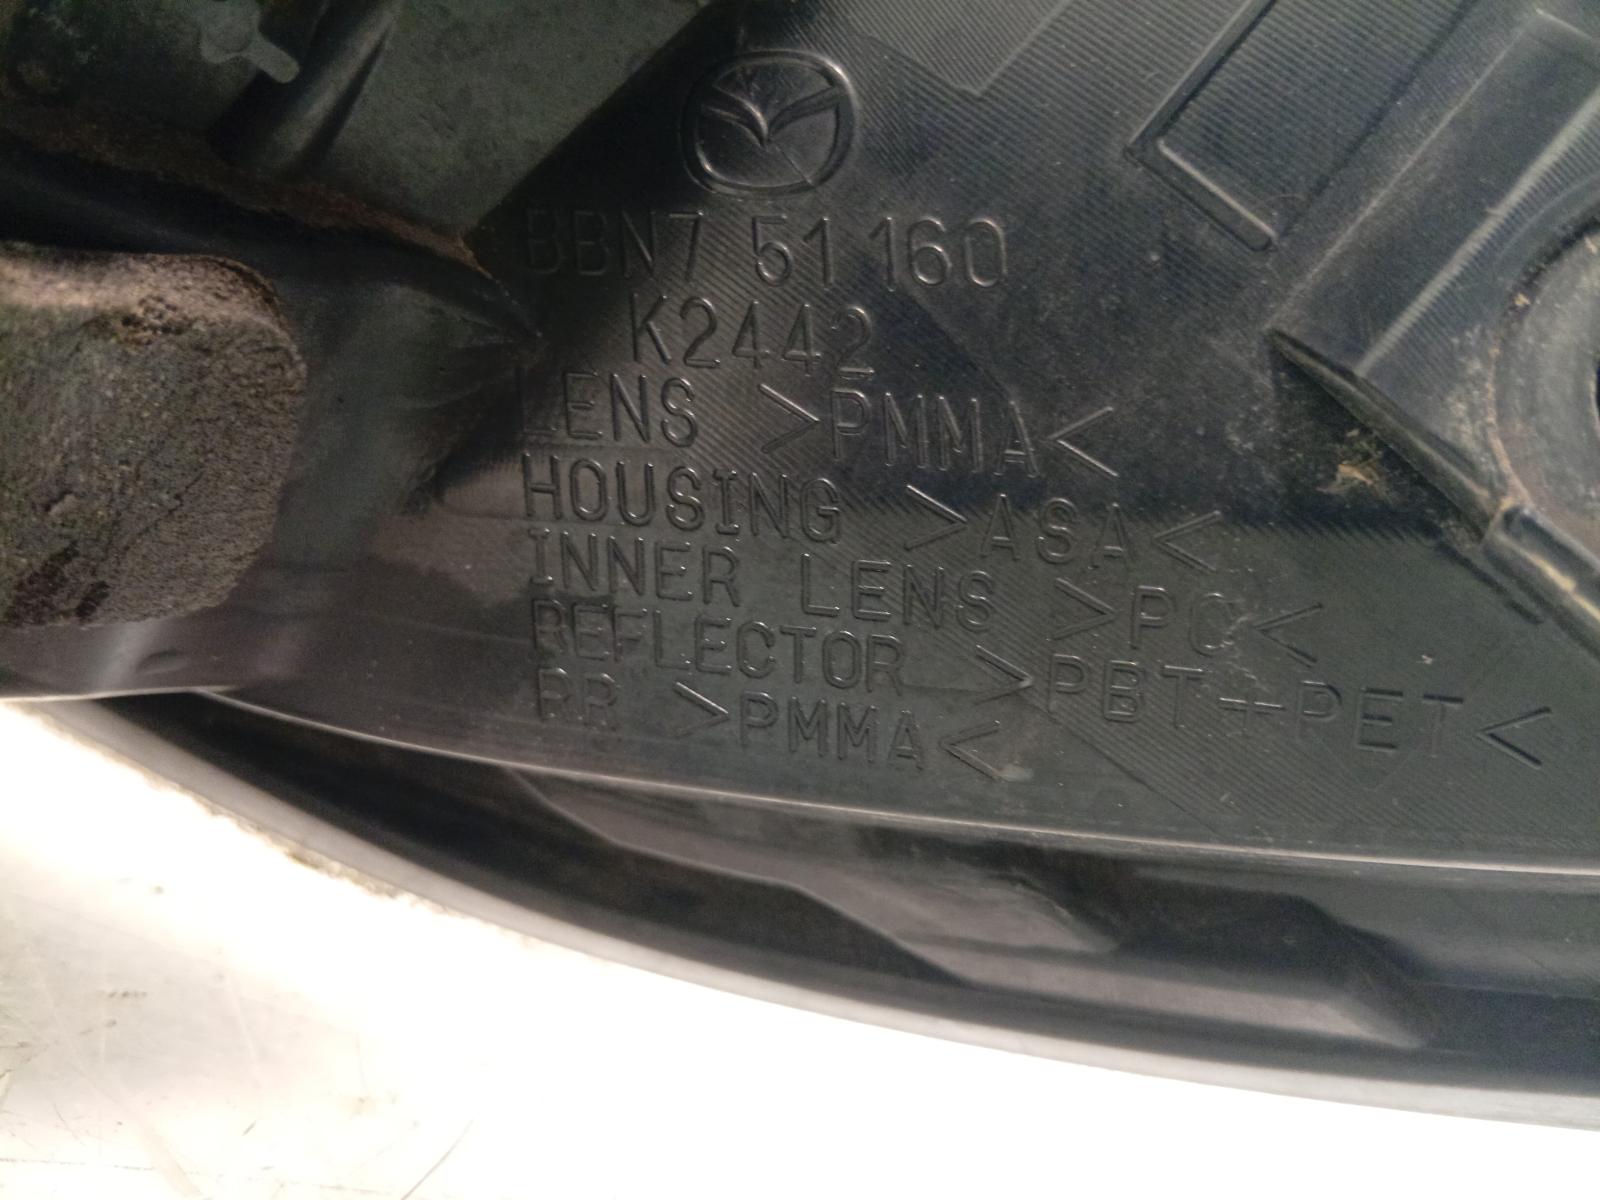 BBN7 51 160
K2442
LENS >PMMA<
HOUSING >ASA<
INNER LENS >PC<
REFLECTOR >PBT+PET<
RR >PMMA<